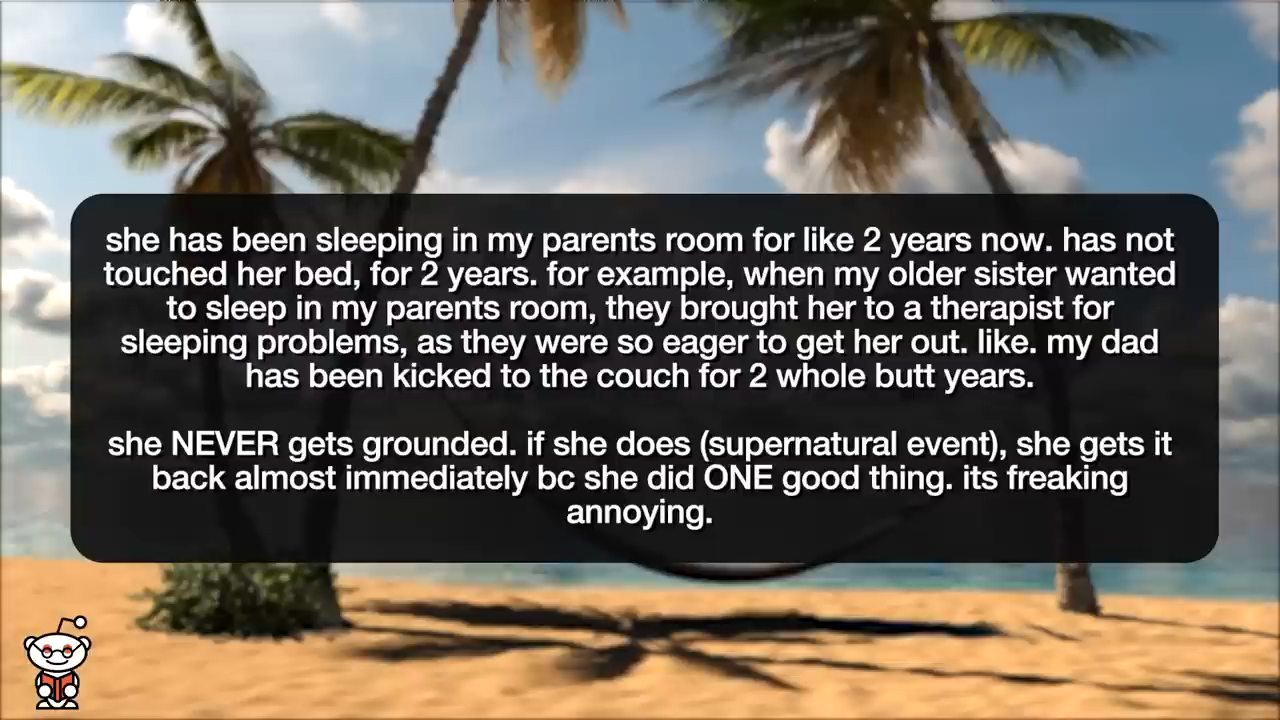 she has been sleeping in my parents room for like 2 years now. has not
touched her bed, for 2 years. for example, when my older sister wanted
to sleep in my parents room, they brought her to a therapist for
sleeping problems, as they were so eager to get her out. like. my dad
has been kicked to the couch for 2 whole butt years.
she NEVER gets grounded. if she does (supernatural event), she gets it
back almost immediately bc she did ONE good thing. its freaking
annoying.